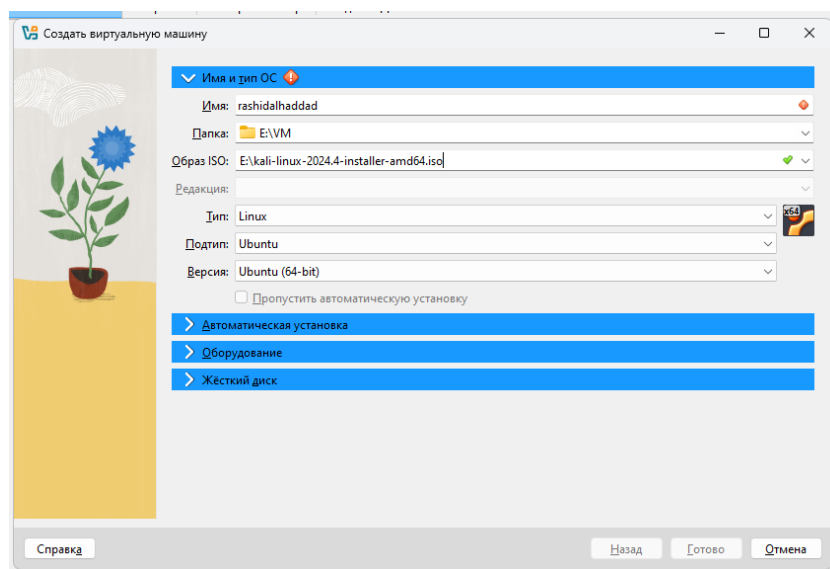 Создать виртуальную машину
Имя и тип ОС
Имя: rashidalhaddad
Папка: E:\VM
Образ ISO: E:\kali-linux-2024.4-installer-amd64.iso
Редакция:
Тип: Linux
x64
Подтип: Ubuntu
Версия: Ubuntu (64-bit)
Пропустить автоматическую установку
Автоматическая установка
Оборудование
Жёсткий диск
Справка Назад Готово Отмена